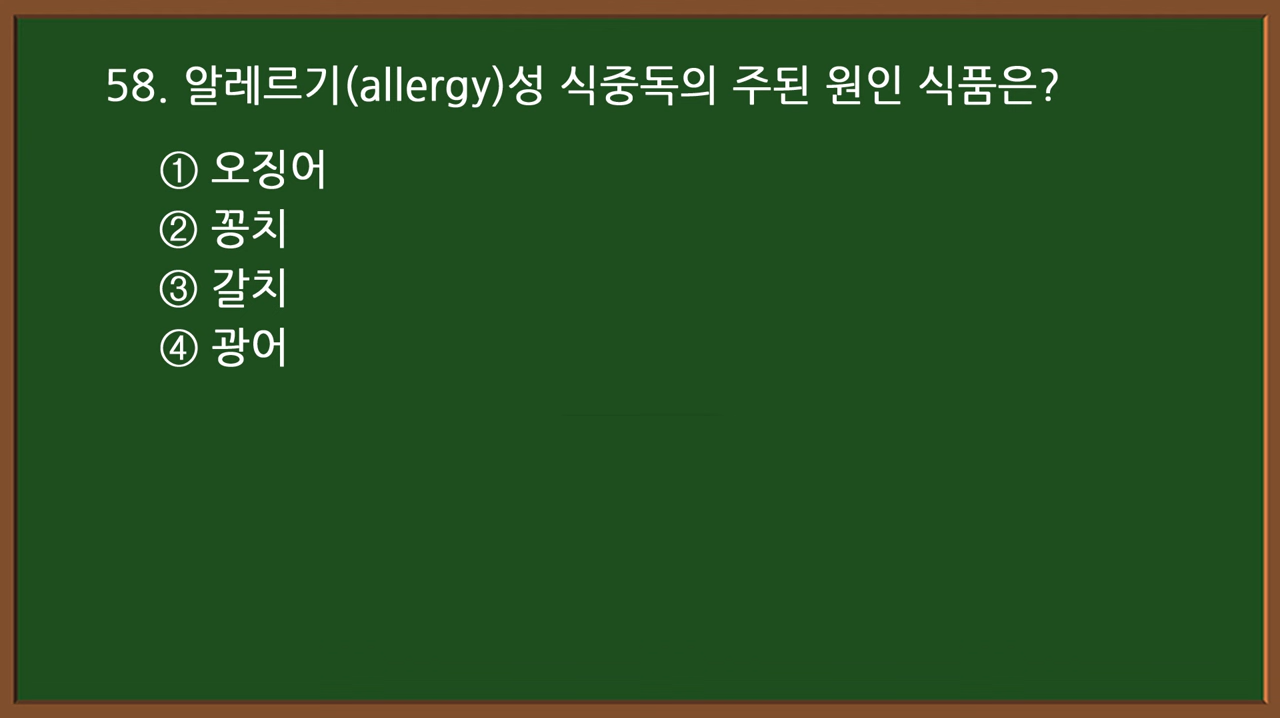 58. 알레르기(allergy)성 식중독의 주된 원인 식품은?
① 오징어
② 꽁치
③ 갈치
④ 광어